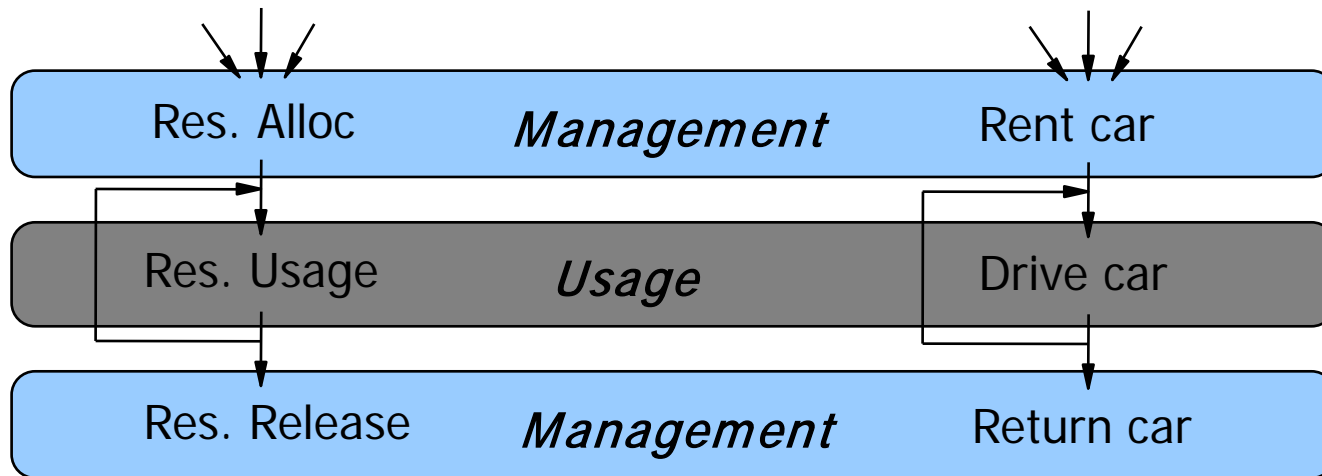 Res. Alloc Management Rent car
Res. Usage Usage Drive car
Res. Release Management Return car